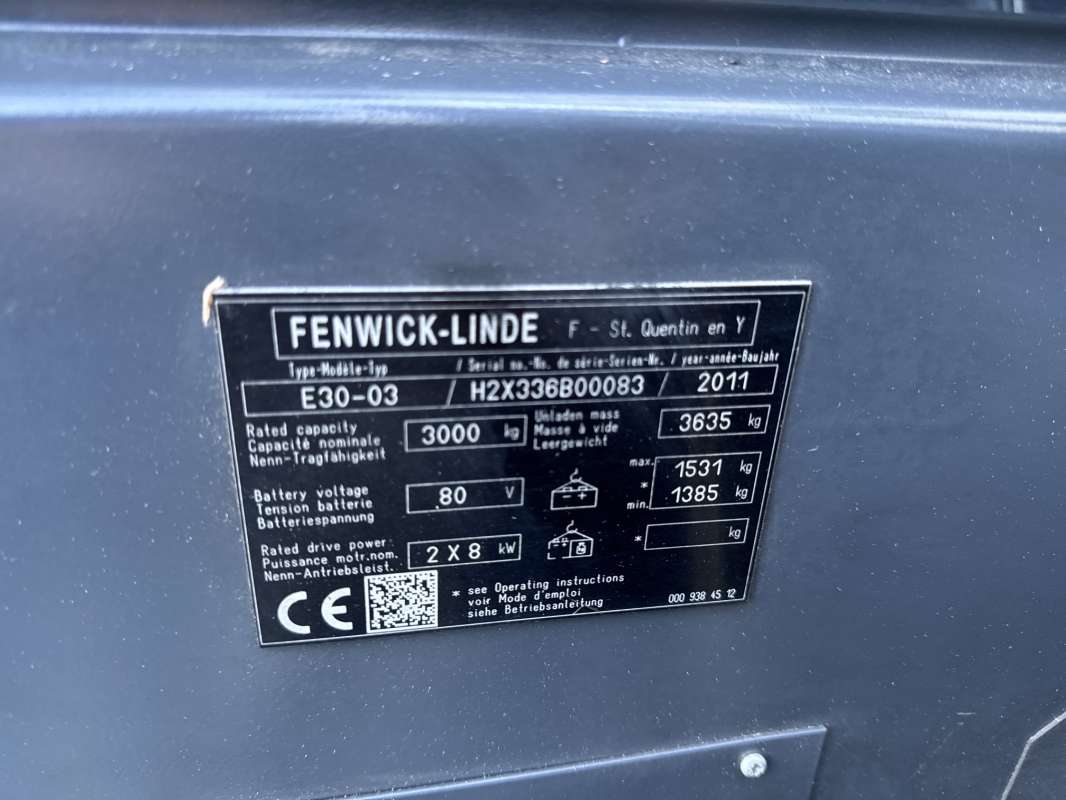 FENWICK-LINDE F - St. Quentin en Y
Type-Modèle-Typ / Serial no.-No. de série-Serien-Nr. / year-année-Baujahr
E30-03 / H2X336B00083 / 2011
Rated capacity
Capacité nominale
Nenn-Tragfähigkeit
3000 kg
Unladen mass
Masse à vide
Leergewicht
3635 kg
Battery voltage
Tension batterie
Batteriespannung
80 V
- +
max. 1531 kg
*
min. 1385 kg
Rated drive power
Puissance motr.nom.
Nenn-Antriebsleist.
2 X 8 kW
- +
* kg
CE
* see Operating instructions
voir Mode d'emploi
siehe Betriebsanleitung
000 938 45 12